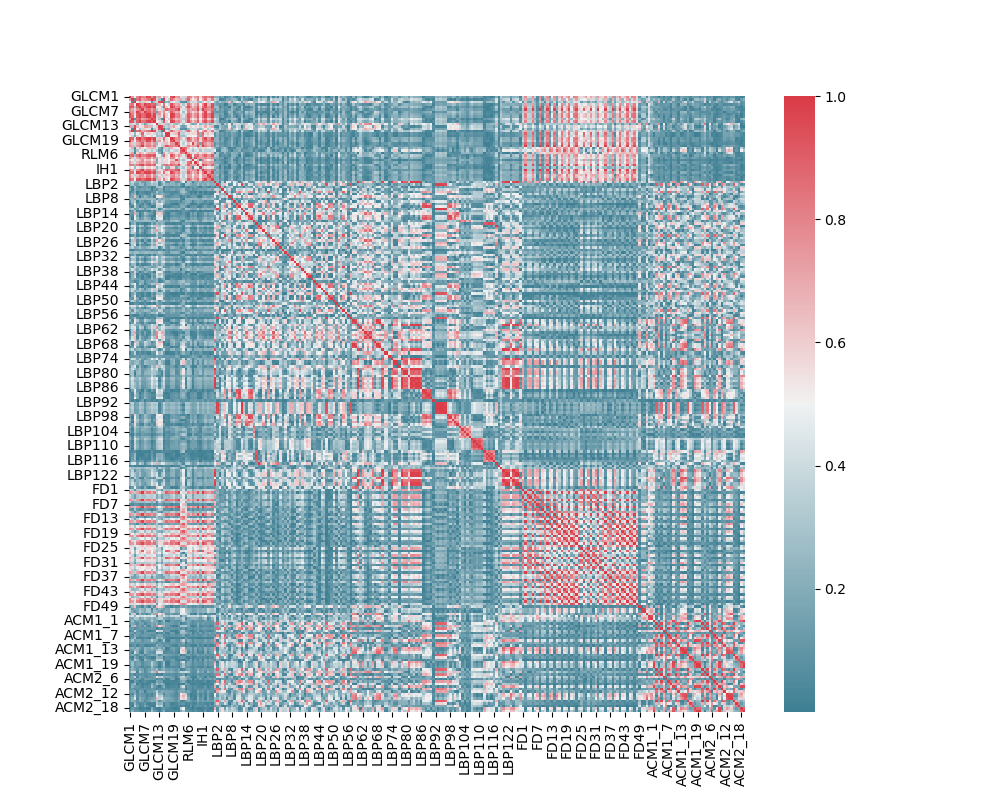 GLCM1
GLCM7
GLCM13
GLCM19
RLM6
IH1
LBP2
LBP8
LBP14
LBP20
LBP26
LBP32
LBP38
LBP44
LBP50
LBP56
LBP62
LBP68
LBP74
LBP80
LBP86
LBP92
LBP98
LBP104
LBP110
LBP116
LBP122
FD1
FD7
FD13
FD19
FD25
FD31
FD37
FD43
FD49
ACM1_1
ACM1_7
ACM1_13
ACM1_19
ACM2_6
ACM2_12
ACM2_18
GLCM1
GLCM7
GLCM13
GLCM19
RLM6
IH1
LBP2
LBP8
LBP14
LBP20
LBP26
LBP32
LBP38
LBP44
LBP50
LBP56
LBP62
LBP68
LBP74
LBP80
LBP86
LBP92
LBP98
LBP104
LBP110
LBP116
LBP122
FD1
FD7
FD13
FD19
FD25
FD31
FD37
FD43
FD49
ACM1_1
ACM1_7
ACM1_13
ACM1_19
ACM2_6
ACM2_12
ACM2_18
1.0
0.8
0.6
0.4
0.2